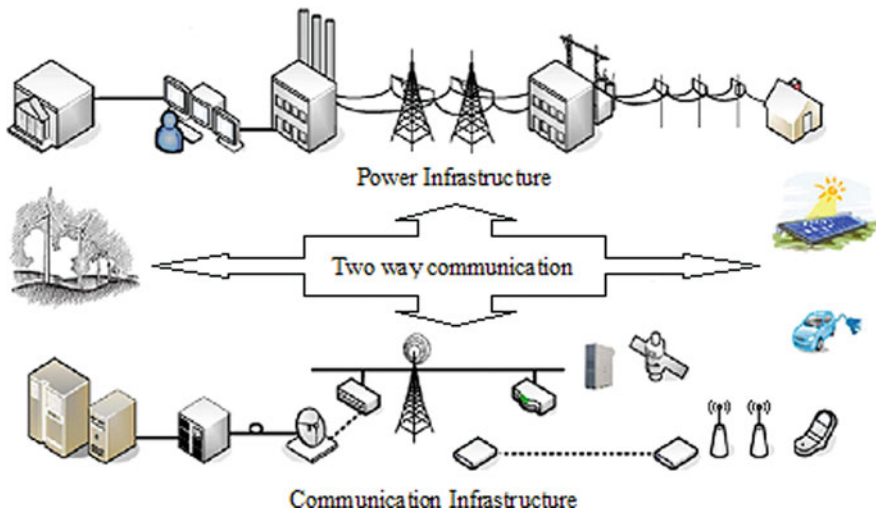 Power Infrastructure
Two way communication
Communication Infrastructure